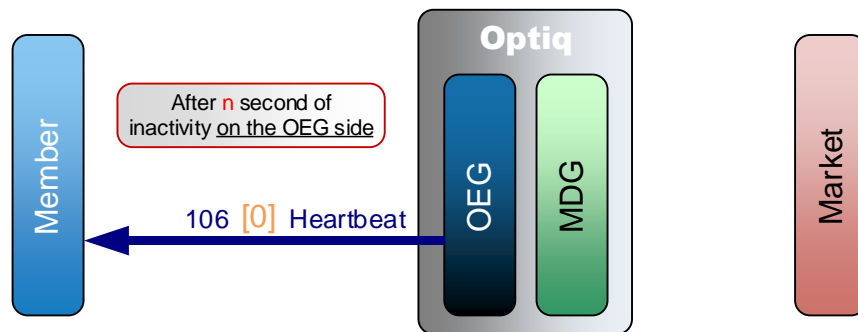 Optiq
Member
After n second of
inactivity on the OEG side
106 [0] Heartbeat
OEG
MDG
Market